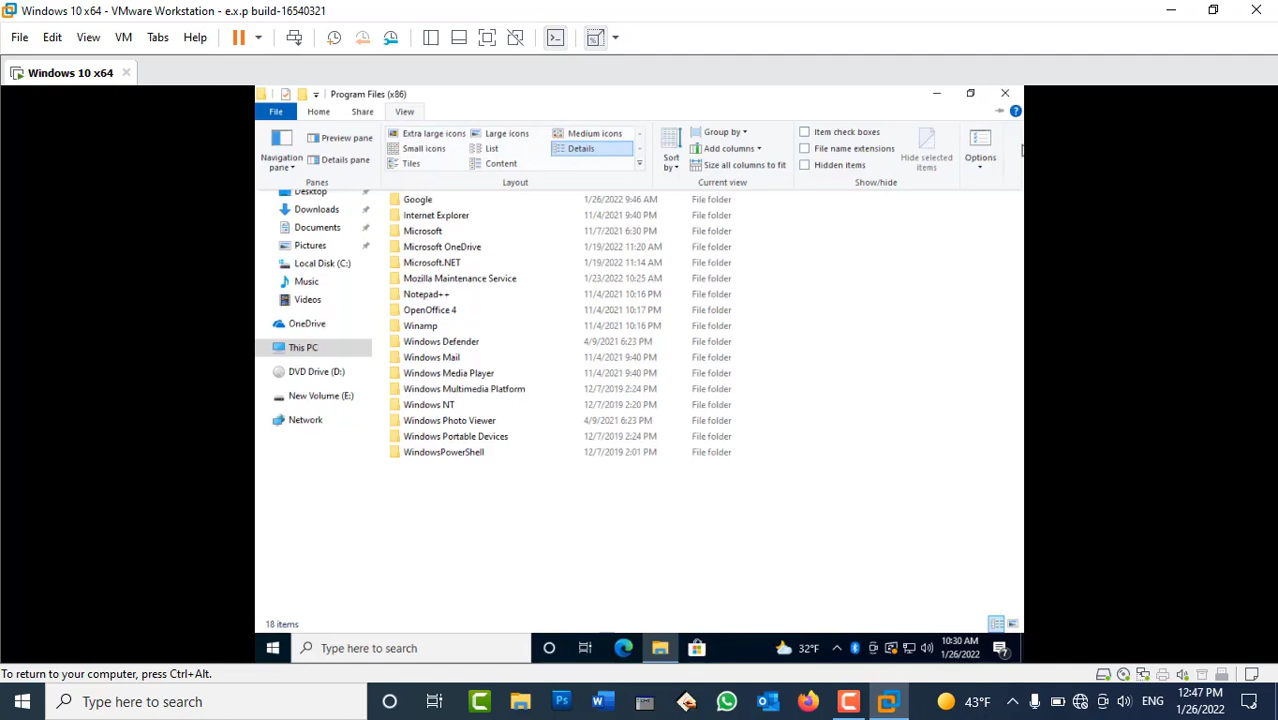 Windows 10 x64 - VMware Workstation - e.x.p build-16540321
File Edit View VM Tabs Help
Windows 10 x64
Program Files (x86)
File Home Share View
Navigation pane
Preview pane
Details pane
Panes
Extra large icons Large icons Medium icons
Small icons List Details
Tiles Content
Layout
Sort by
Group by
Add columns
Size all columns to fit
Current view
Item check boxes
File name extensions
Hidden items
Hide selected items
Show/hide
Options
Desktop
Downloads
Documents
Pictures
Local Disk (C:)
Music
Videos
OneDrive
This PC
DVD Drive (D:)
New Volume (E:)
Network
Google 1/26/2022 9:46 AM File folder
Internet Explorer 11/4/2021 9:40 PM File folder
Microsoft 11/7/2021 6:30 PM File folder
Microsoft OneDrive 1/19/2022 11:20 AM File folder
Microsoft.NET 1/19/2022 11:14 AM File folder
Mozilla Maintenance Service 1/23/2022 10:25 AM File folder
Notepad++ 11/4/2021 10:16 PM File folder
OpenOffice 4 11/4/2021 10:17 PM File folder
Winamp 11/4/2021 10:16 PM File folder
Windows Defender 4/9/2021 6:23 PM File folder
Windows Mail 11/4/2021 9:40 PM File folder
Windows Media Player 11/4/2021 9:40 PM File folder
Windows Multimedia Platform 12/7/2019 2:24 PM File folder
Windows NT 12/7/2019 2:20 PM File folder
Windows Photo Viewer 4/9/2021 6:23 PM File folder
Windows Portable Devices 12/7/2019 2:24 PM File folder
WindowsPowerShell 12/7/2019 2:01 PM File folder
18 items
Type here to search
32°F
10:30 AM
1/26/2022
7
To return to your computer, press Ctrl+Alt.
Type here to search
43°F
ENG
12:47 PM
1/26/2022